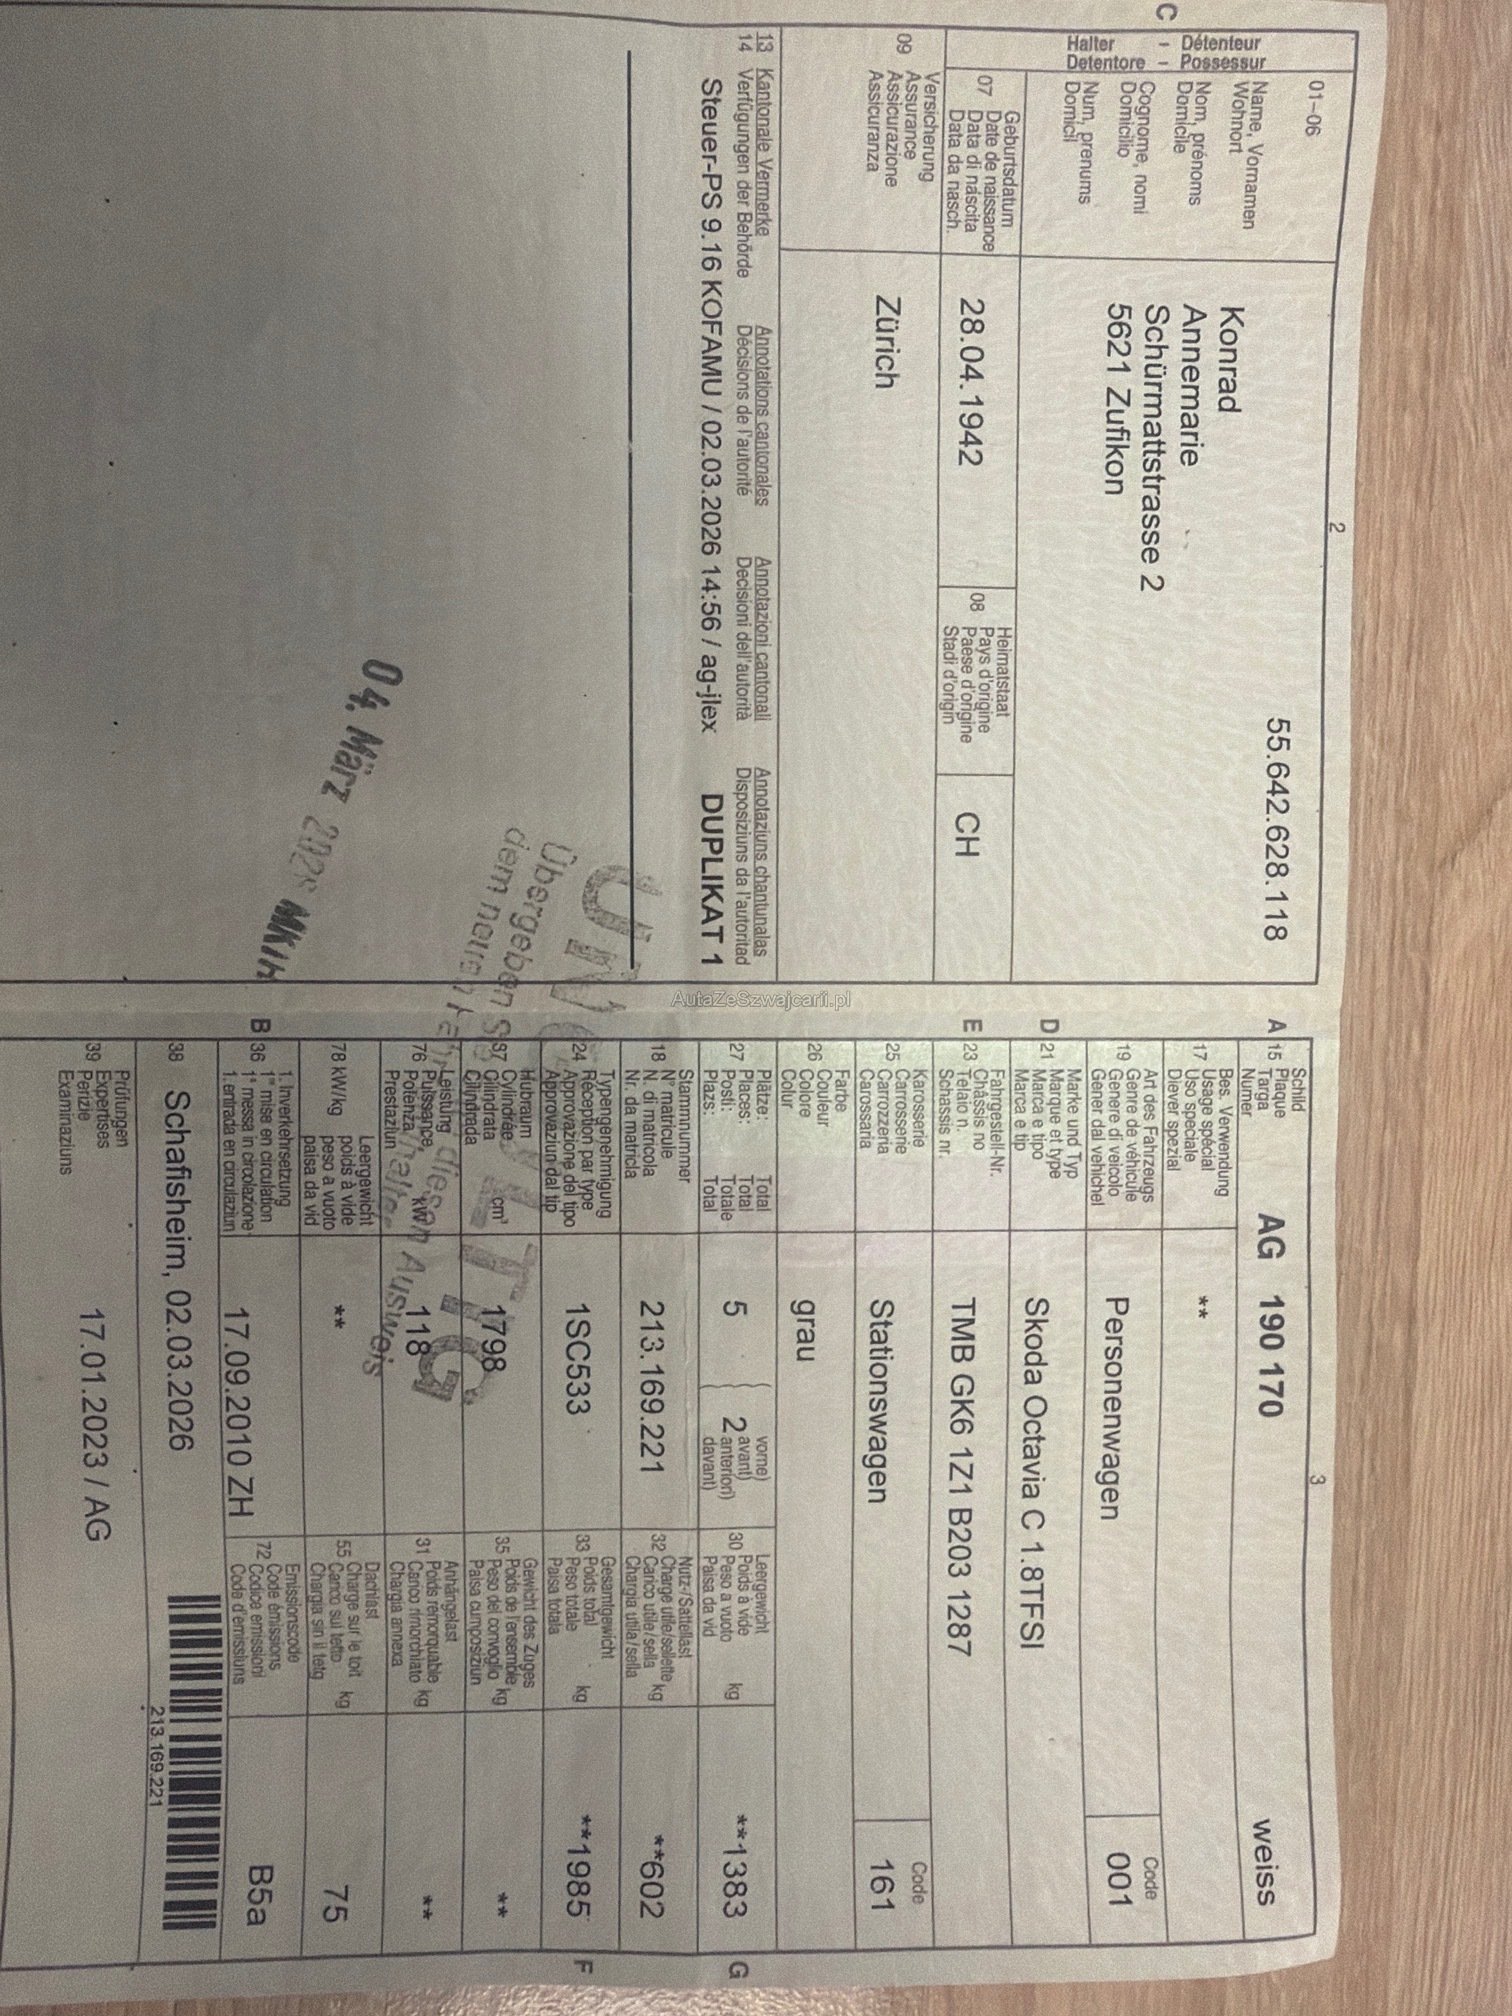 2
C
Halter - Détenteur
Detentore - Possessur
01–06
Name, Vornamen
Wohnort
Nom, prénoms
Domicile
Cognome, nomi
Domicilio
Num, prenums
Domicil
55.642.628.118
Konrad
Annemarie
Schürmattstrasse 2
5621 Zufikon
Geburtsdatum
07 Date de naissance
Data di nascita
Data da nasch.
28.04.1942
Heimatstaat
08 Pays d'origine
Paese d'origine
Stadi d'origin
CH
Versicherung
09 Assurance
Assicurazione
Assicuranza
Zürich
13 Kantonale Vermerke Annotations cantonales Annotazioni cantonali Annotaziuns chantunalas
14 Verfügungen der Behörde Décisions de l'autorité Decisioni dell'autorità Disposiziuns da l'autoritad
Steuer-PS 9.16 KOFAMU / 02.03.2026 14:56 / ag-jlex DUPLIKAT 1
UNGÜLTIG
Übergeben Sie diesen Ausweis
dem neuen Fahrzeughalter
04. März 2026
AutaZeSzwajcarii.pl
3
A
Schild
15 Plaque
Targa
Numer
AG 190 170 weiss
Bes. Verwendung
17 Usage spécial
Uso speciale
Diever spezial
**
Art des Fahrzeugs
19 Genre de véhicule
Genere di veicolo
Gener dal vehichel
Personenwagen
Code
001
D
Marke und Typ
21 Marque et type
Marca e tipo
Marca e tip
Skoda Octavia C 1.8TFSI
E
Fahrgestell-Nr.
23 Châssis no
Telaio n.
Schassis nr.
TMB GK6 1Z1 B203 1287
Karosserie
25 Carrosserie
Carrozzeria
Carossaria
Stationswagen
Code
161
Farbe
26 Couleur
Colore
Colur
grau
Plätze: Total
27 Places: Total
Posti: Totale
Plazs: Total
5
vorne)
2 avant)
anteriori)
davant)
Leergewicht
30 Poids à vide
Peso a vuoto kg
Paisa da vid
**1383
G
Stammnummer
18 N° matricule
N. di matricola
Nr. da matricla
213.169.221
Nutz-/Sattellast
32 Charge utile/sellette
Carico utile/sella kg
Chargia utila/sella
**602
Typengenehmigung
24 Réception par type
Approvazione del tipo
Approvaziun dal tip
1SC533
Gesamtgewicht
33 Poids total
Peso totale kg
Paisa totala
**1985
F
Hubraum
37 Cylindrée cm³
Cilindrata
Cilindrada
1798
Gewicht des Zuges
35 Poids de l'ensemble
Peso del convoglio kg
Paisa cumposiziun
**
Leistung
76 Puissance kW
Potenza
Prestaziun
118
Anhängelast
31 Poids remorquable
Carico rimorchiato kg
Chargia annexa
**
Leergewicht
78 kW/kg poids à vide
peso a vuoto
paisa da vid
**
Dachlast
55 Charge sur le toit
Carico sul tetto kg
Chargia sin il tetg
75
B
1. Inverkehrsetzung
36 1re mise en circulation
1a messa in circolazione
1. entrada en circulaziun
17.09.2010 ZH
Emissionscode
72 Code émissions
Codice emissioni
Code d'emissiuns
B5a
38 Schafisheim, 02.03.2026
213.169.221
Prüfungen
39 Expertises
Perizie
Examinaziuns
17.01.2023 / AG